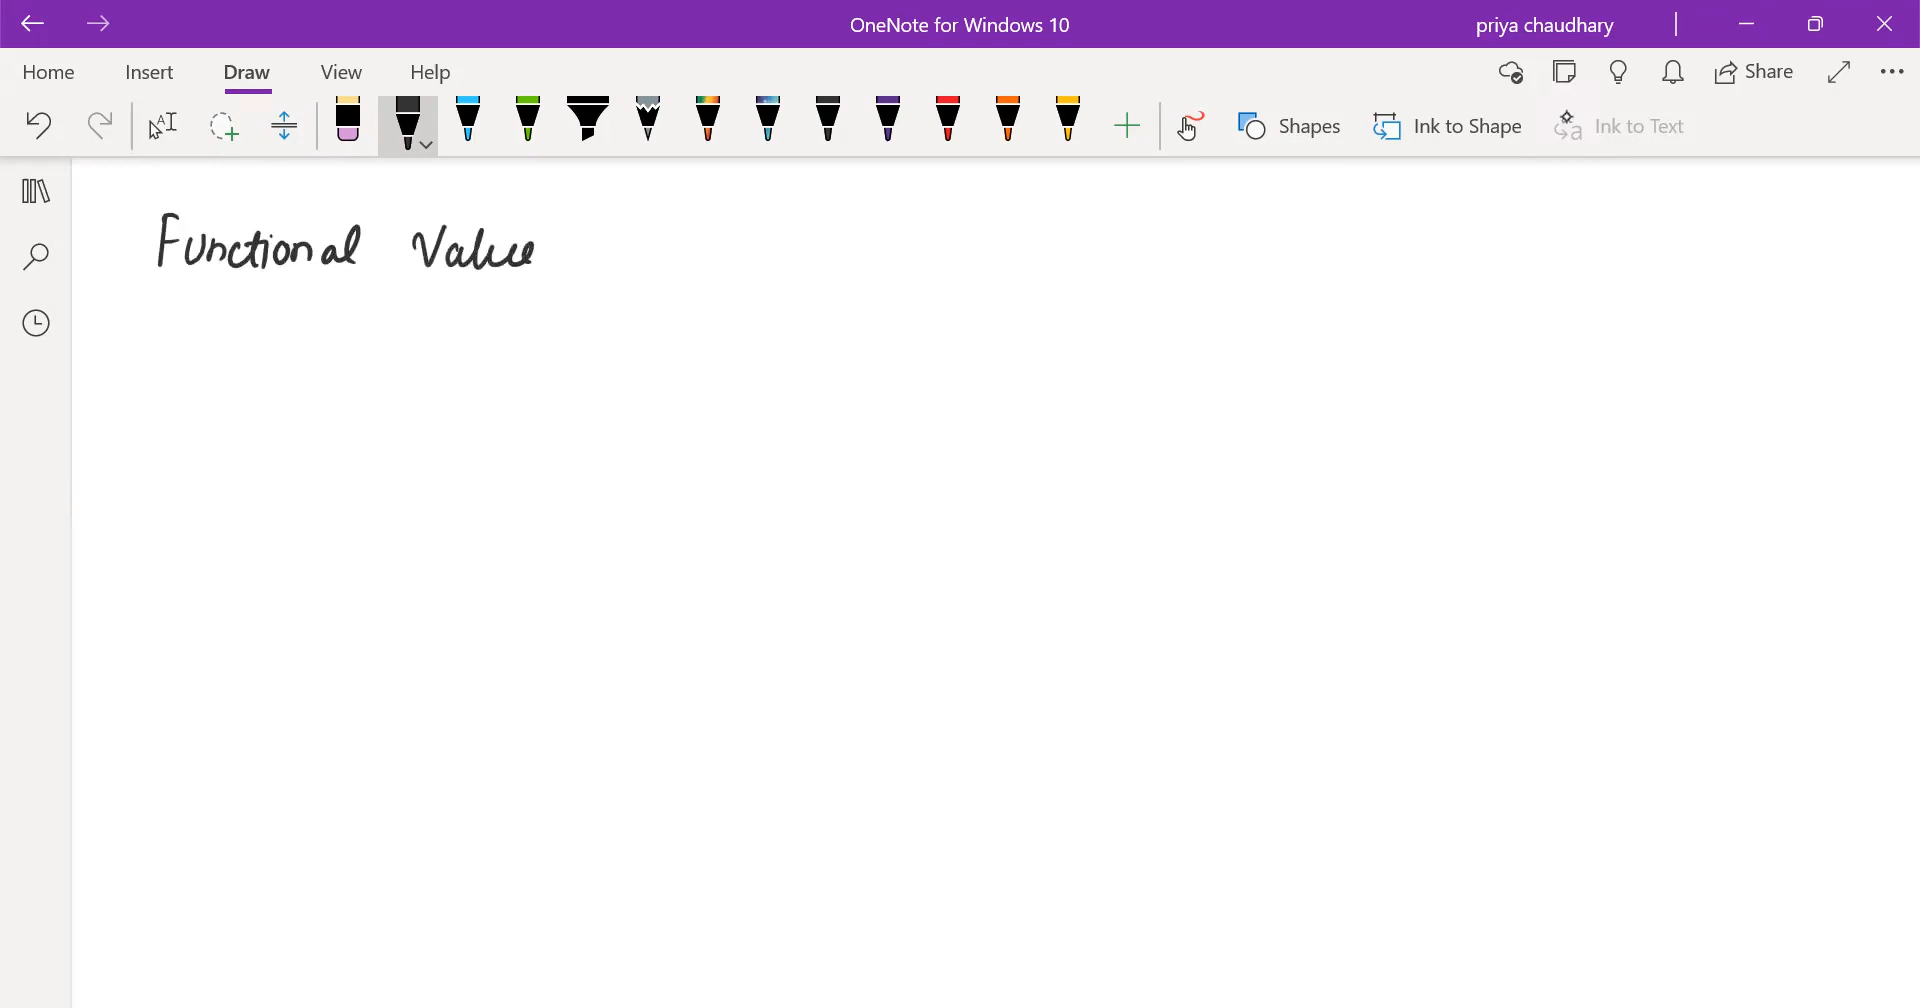 OneNote for Windows 10 priya chaudhary
Home Insert Draw View Help Share
Shapes Ink to Shape Ink to Text
Functional Value